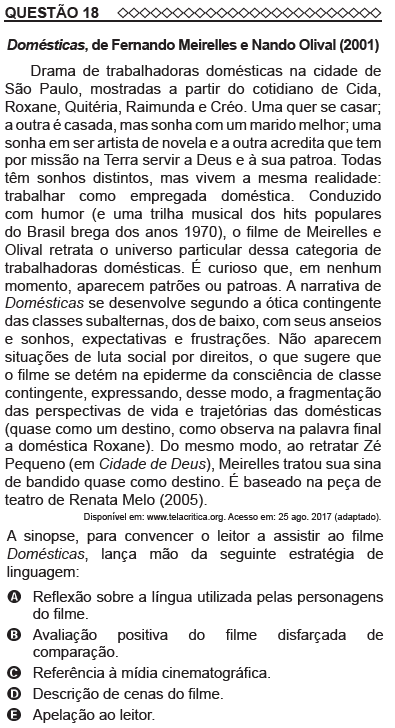 QUESTÃO 18
Domésticas, de Fernando Meirelles e Nando Olival (2001)
Drama de trabalhadoras domésticas na cidade de
São Paulo, mostradas a partir do cotidiano de Cida,
Roxane, Quitéria, Raimunda e Créo. Uma quer se casar;
a outra é casada, mas sonha com um marido melhor; uma
sonha em ser artista de novela e a outra acredita que tem
por missão na Terra servir a Deus e à sua patroa. Todas
têm sonhos distintos, mas vivem a mesma realidade:
trabalhar como empregada doméstica. Conduzido
com humor (e uma trilha musical dos hits populares
do Brasil brega dos anos 1970), o filme de Meirelles e
Olival retrata o universo particular dessa categoria de
trabalhadoras domésticas. É curioso que, em nenhum
momento, aparecem patrões ou patroas. A narrativa de
Domésticas se desenvolve segundo a ótica contingente
das classes subalternas, dos de baixo, com seus anseios
e sonhos, expectativas e frustrações. Não aparecem
situações de luta social por direitos, o que sugere que
o filme se detém na epiderme da consciência de classe
contingente, expressando, desse modo, a fragmentação
das perspectivas de vida e trajetórias das domésticas
(quase como um destino, como observa na palavra final
a doméstica Roxane). Do mesmo modo, ao retratar Zé
Pequeno (em Cidade de Deus), Meirelles tratou sua sina
de bandido quase como destino. É baseado na peça de
teatro de Renata Melo (2005).
Disponível em: www.telacritica.org. Acesso em: 25 ago. 2017 (adaptado).
A sinopse, para convencer o leitor a assistir ao filme
Domésticas, lança mão da seguinte estratégia de
linguagem:
A Reflexão sobre a língua utilizada pelas personagens
do filme.
B Avaliação positiva do filme disfarçada de
comparação.
C Referência à mídia cinematográfica.
D Descrição de cenas do filme.
E Apelação ao leitor.